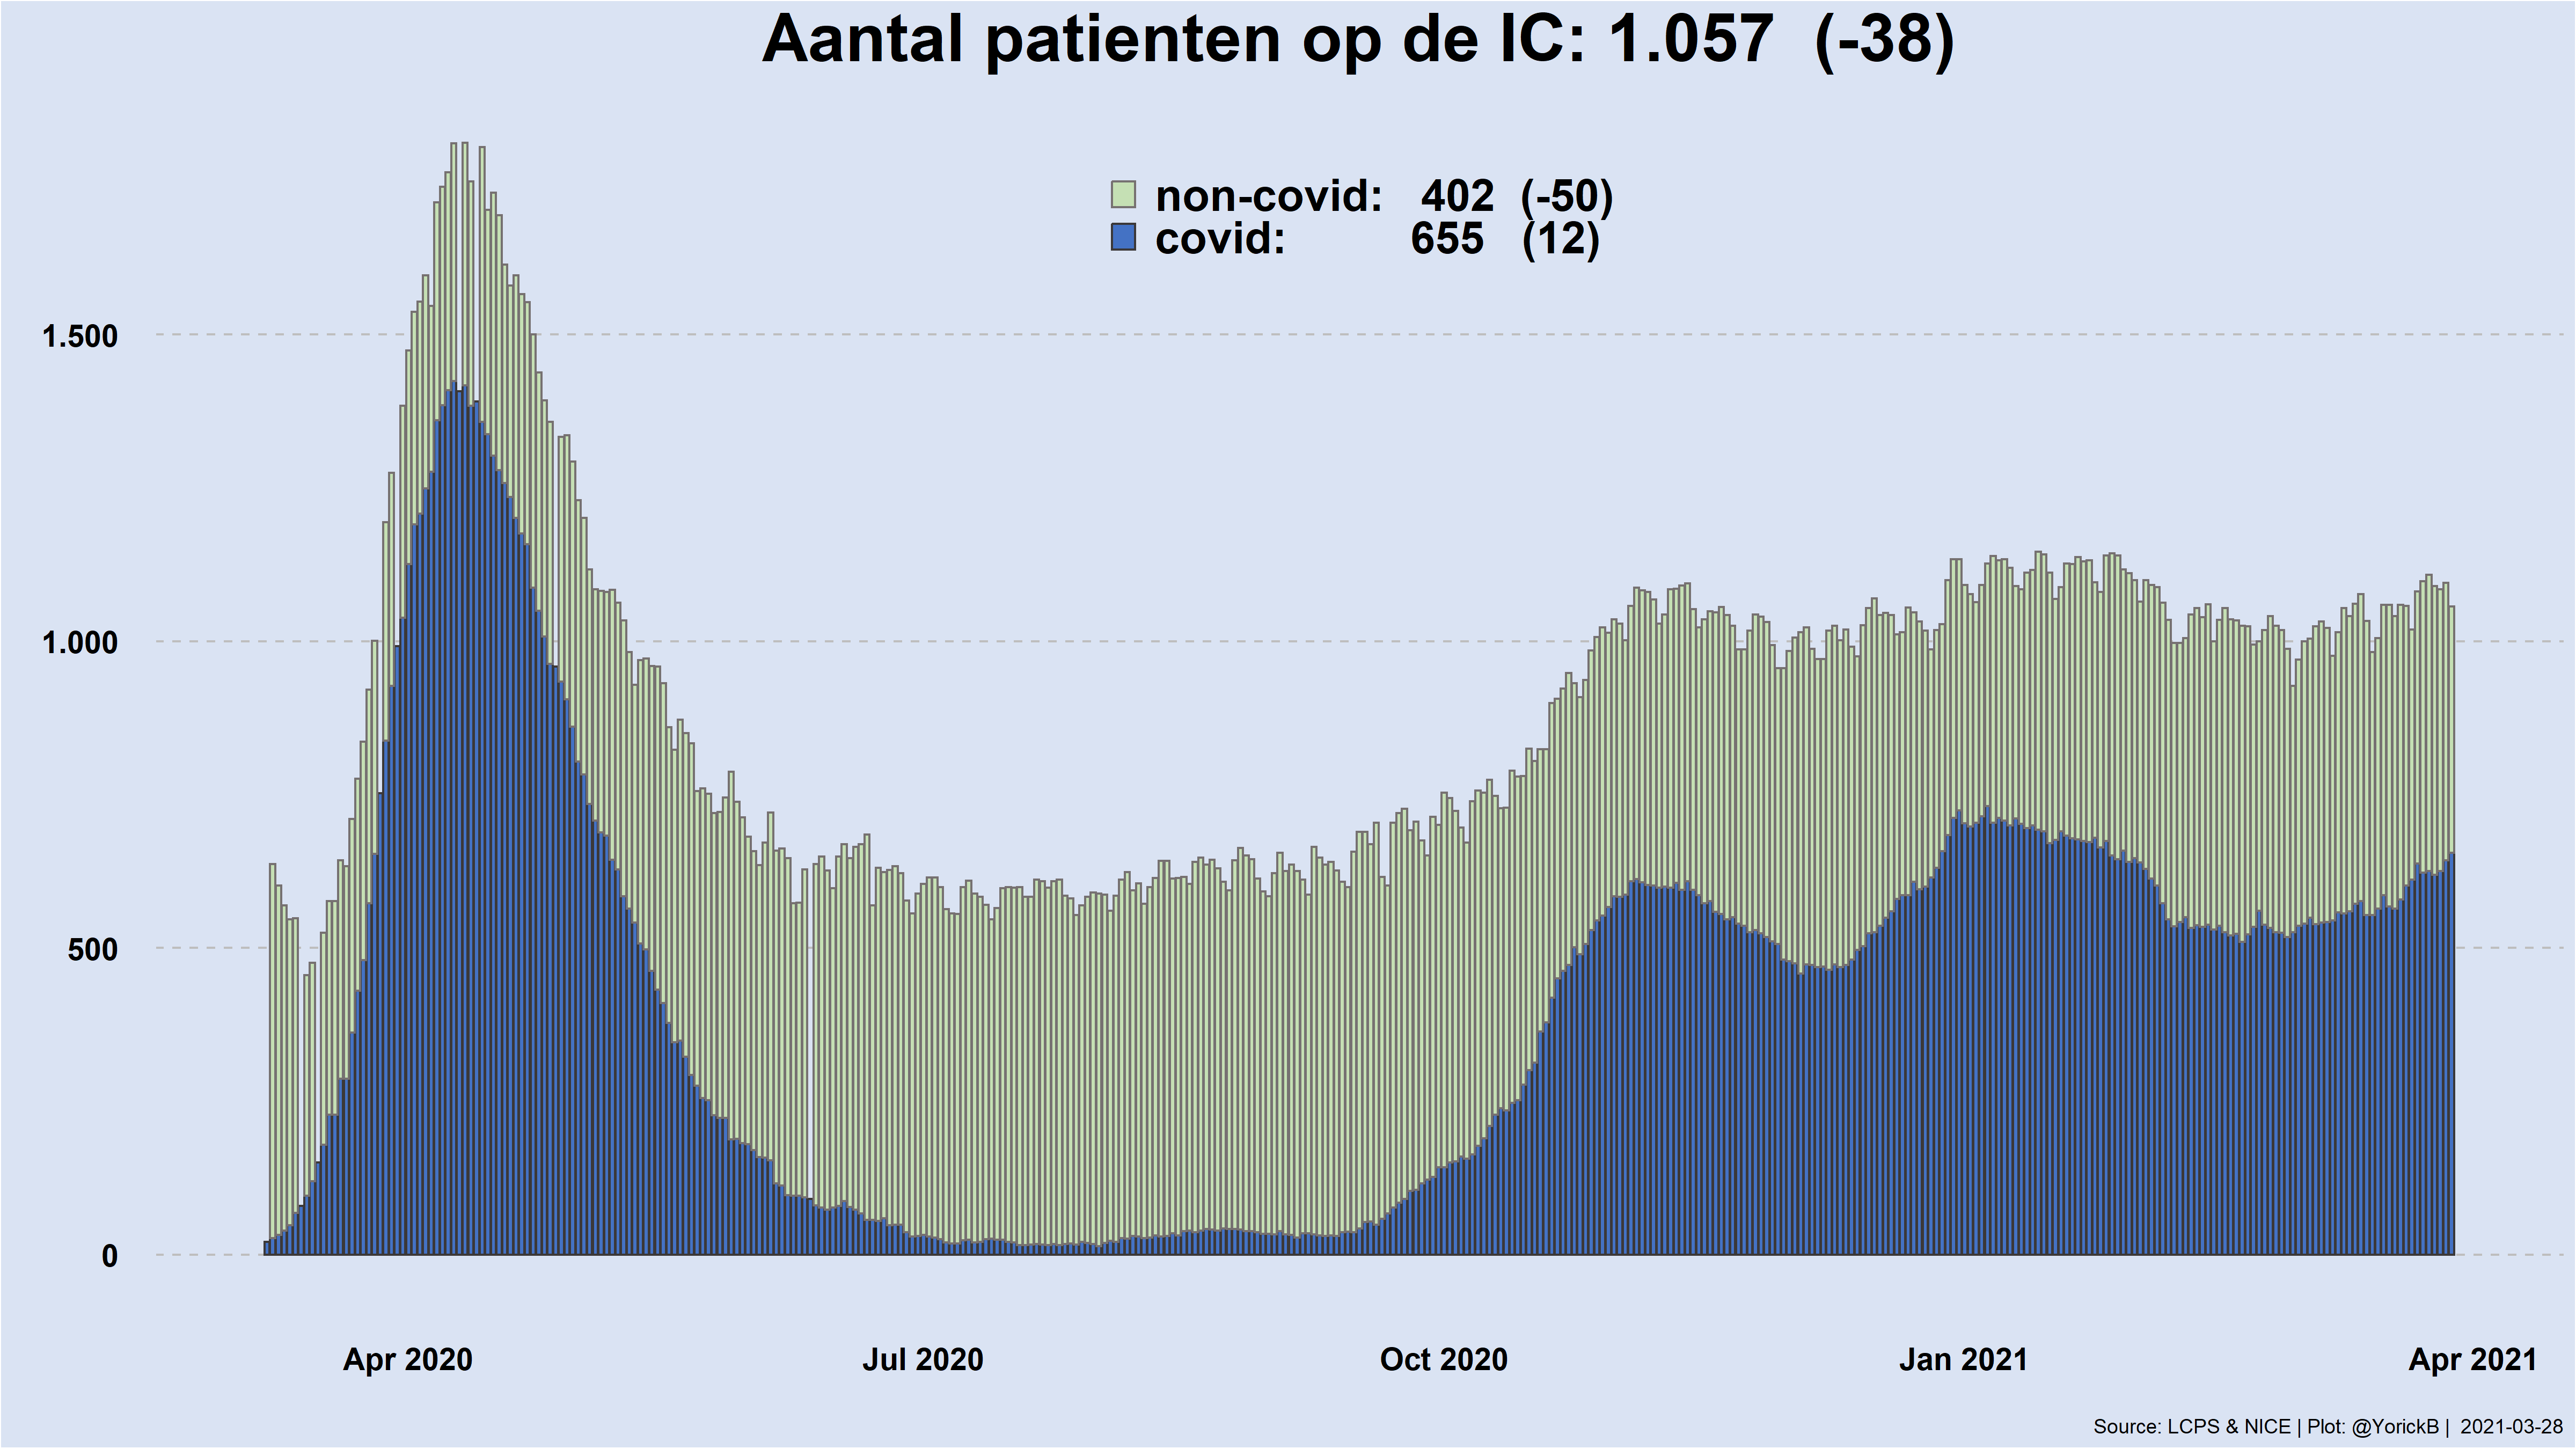 Aantal patienten op de IC: 1.057 (-38)
non-covid: 402 (-50)
covid: 655 (12)
1.500
1.000
500
0
Apr 2020 Jul 2020 Oct 2020 Jan 2021 Apr 2021
Source: LCPS & NICE | Plot: @YorickB | 2021-03-28